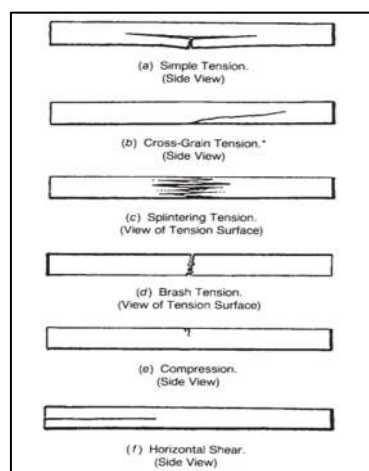 (a) Simple Tension.
(Side View)
(b) Cross-Grain Tension.*
(Side View)
(c) Splintering Tension.
(View of Tension Surface)
(d) Brash Tension.
(View of Tension Surface)
(e) Compression.
(Side View)
(f) Horizontal Shear.
(Side View)